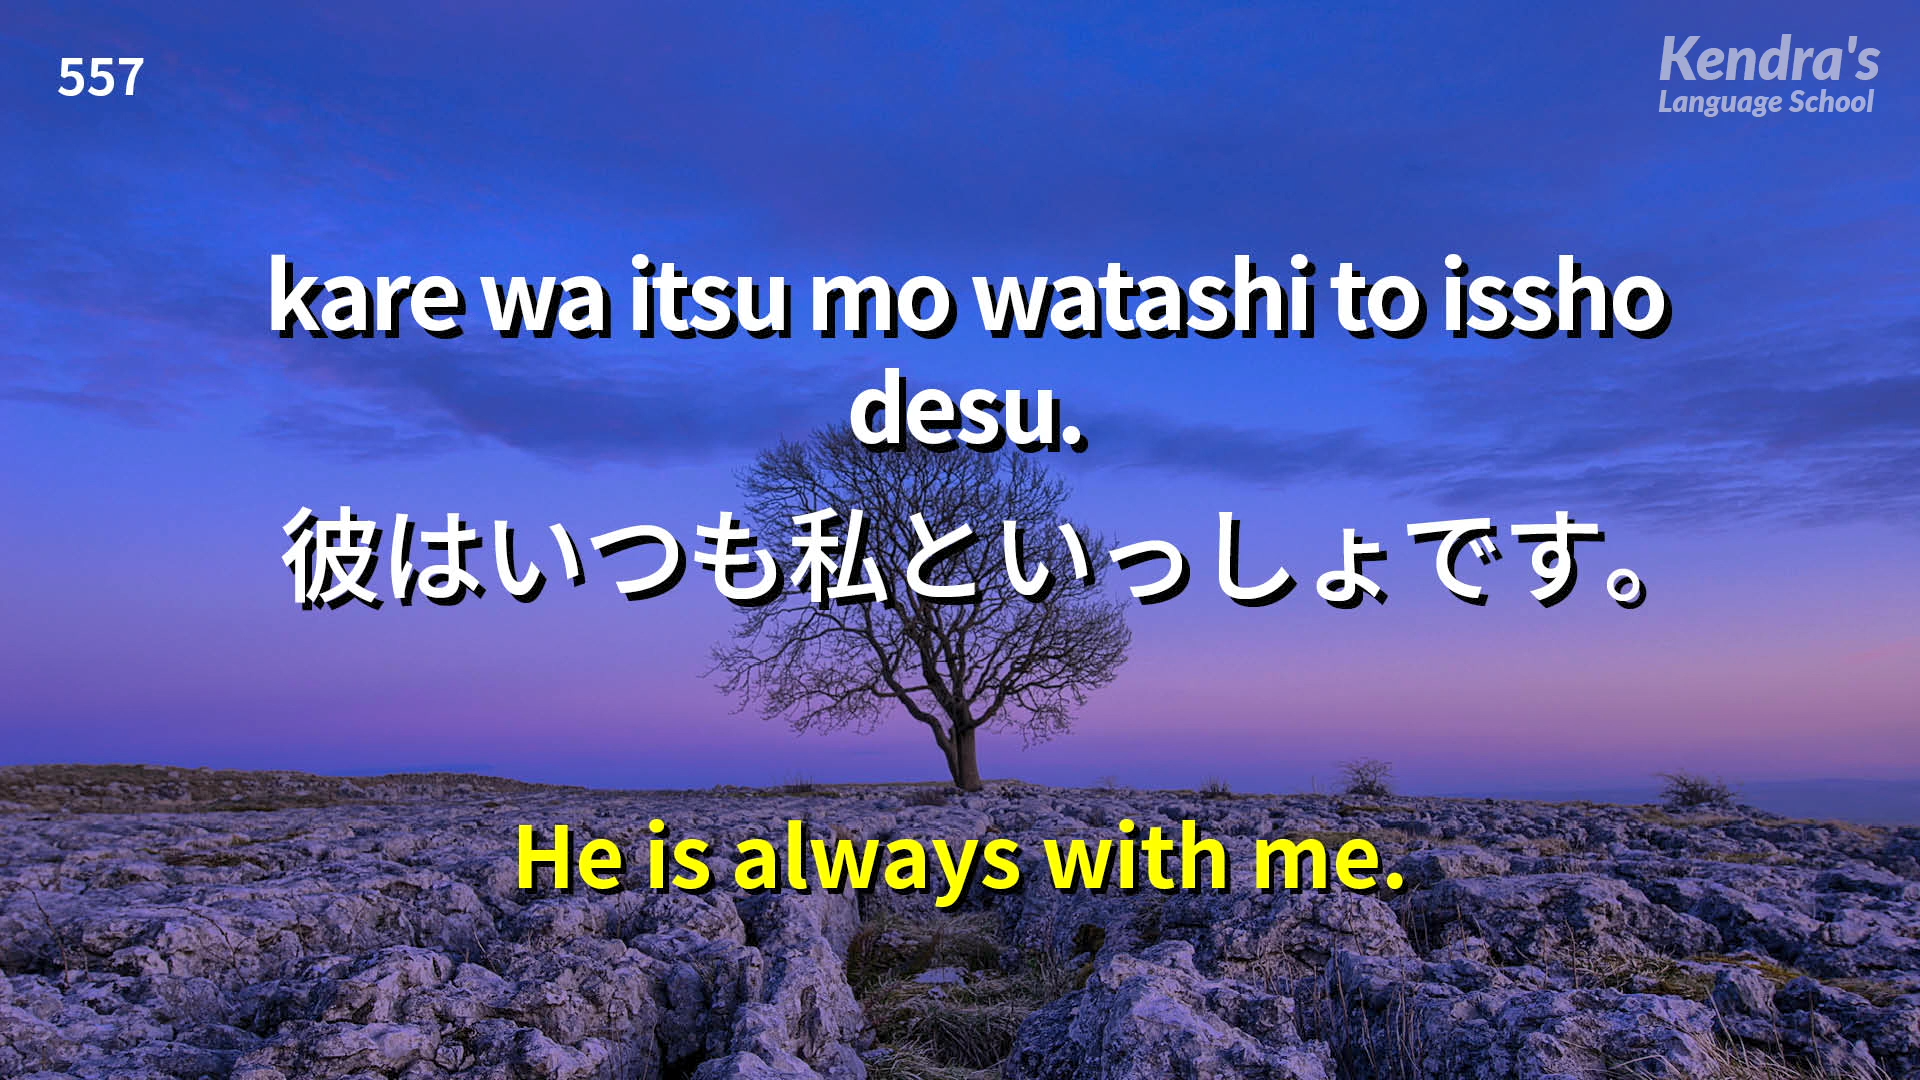 557
Kendra's
Language School
kare wa itsu mo watashi to issho
desu.
彼はいつも私といっしょです。
He is always with me.